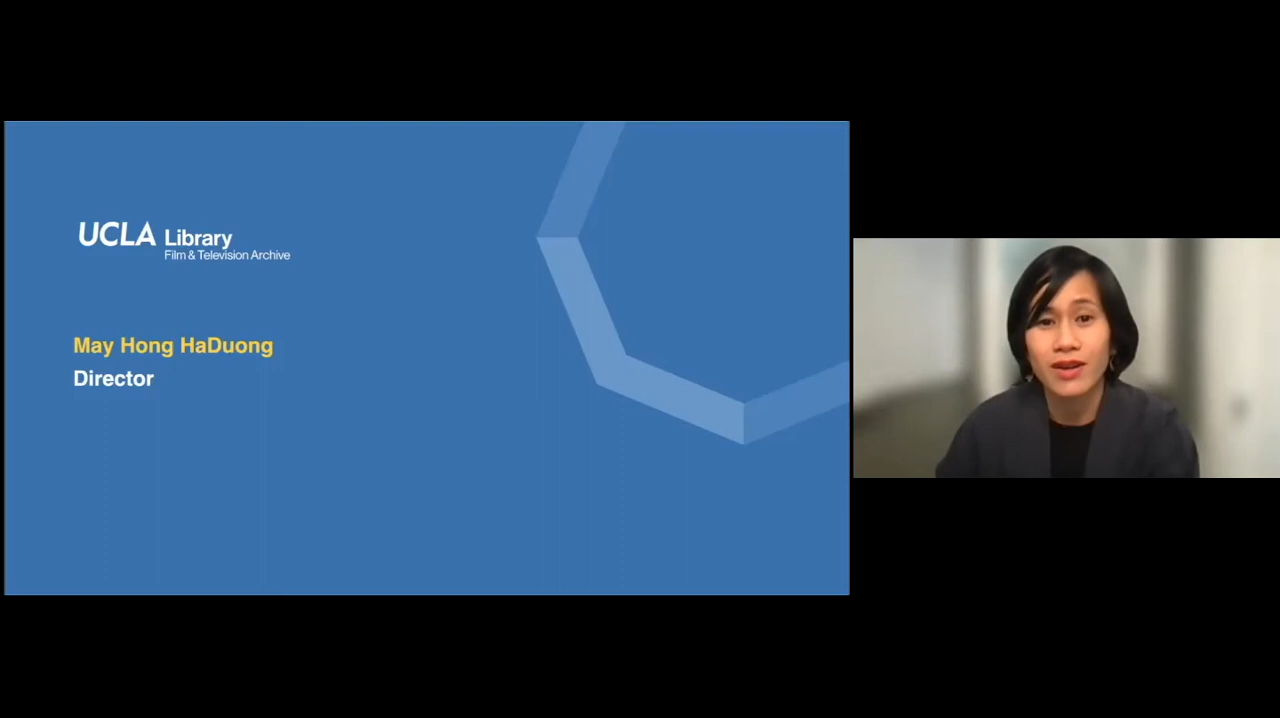 UCLA Library
Film & Television Archive
May Hong HaDuong
Director